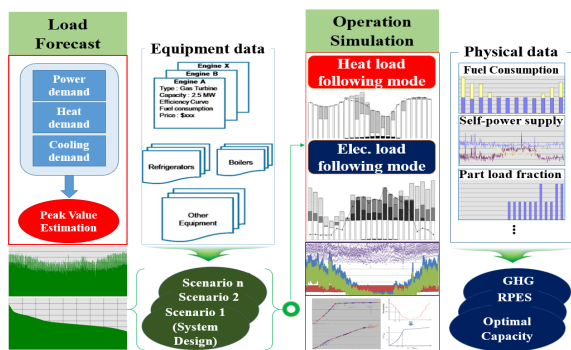 Load
Forecast
Power
demand
Heat
demand
Cooling
demand
Peak Value
Estimation
Equipment data
Engine X
Engine B
Engine A
Type : Gas Turbine
Capacity : 2.5 MW
Efficiency Curve
Fuel consumption
Price : $xxx
Refrigerators
Boilers
Other
Equipment
Scenario n
Scenario 2
Scenario 1
(System
Design)
Operation
Simulation
Heat load
following mode
Elec. load
following mode
Physical data
Fuel Consumption
Self-power supply
Part load fraction
GHG
RPES
Optimal
Capacity